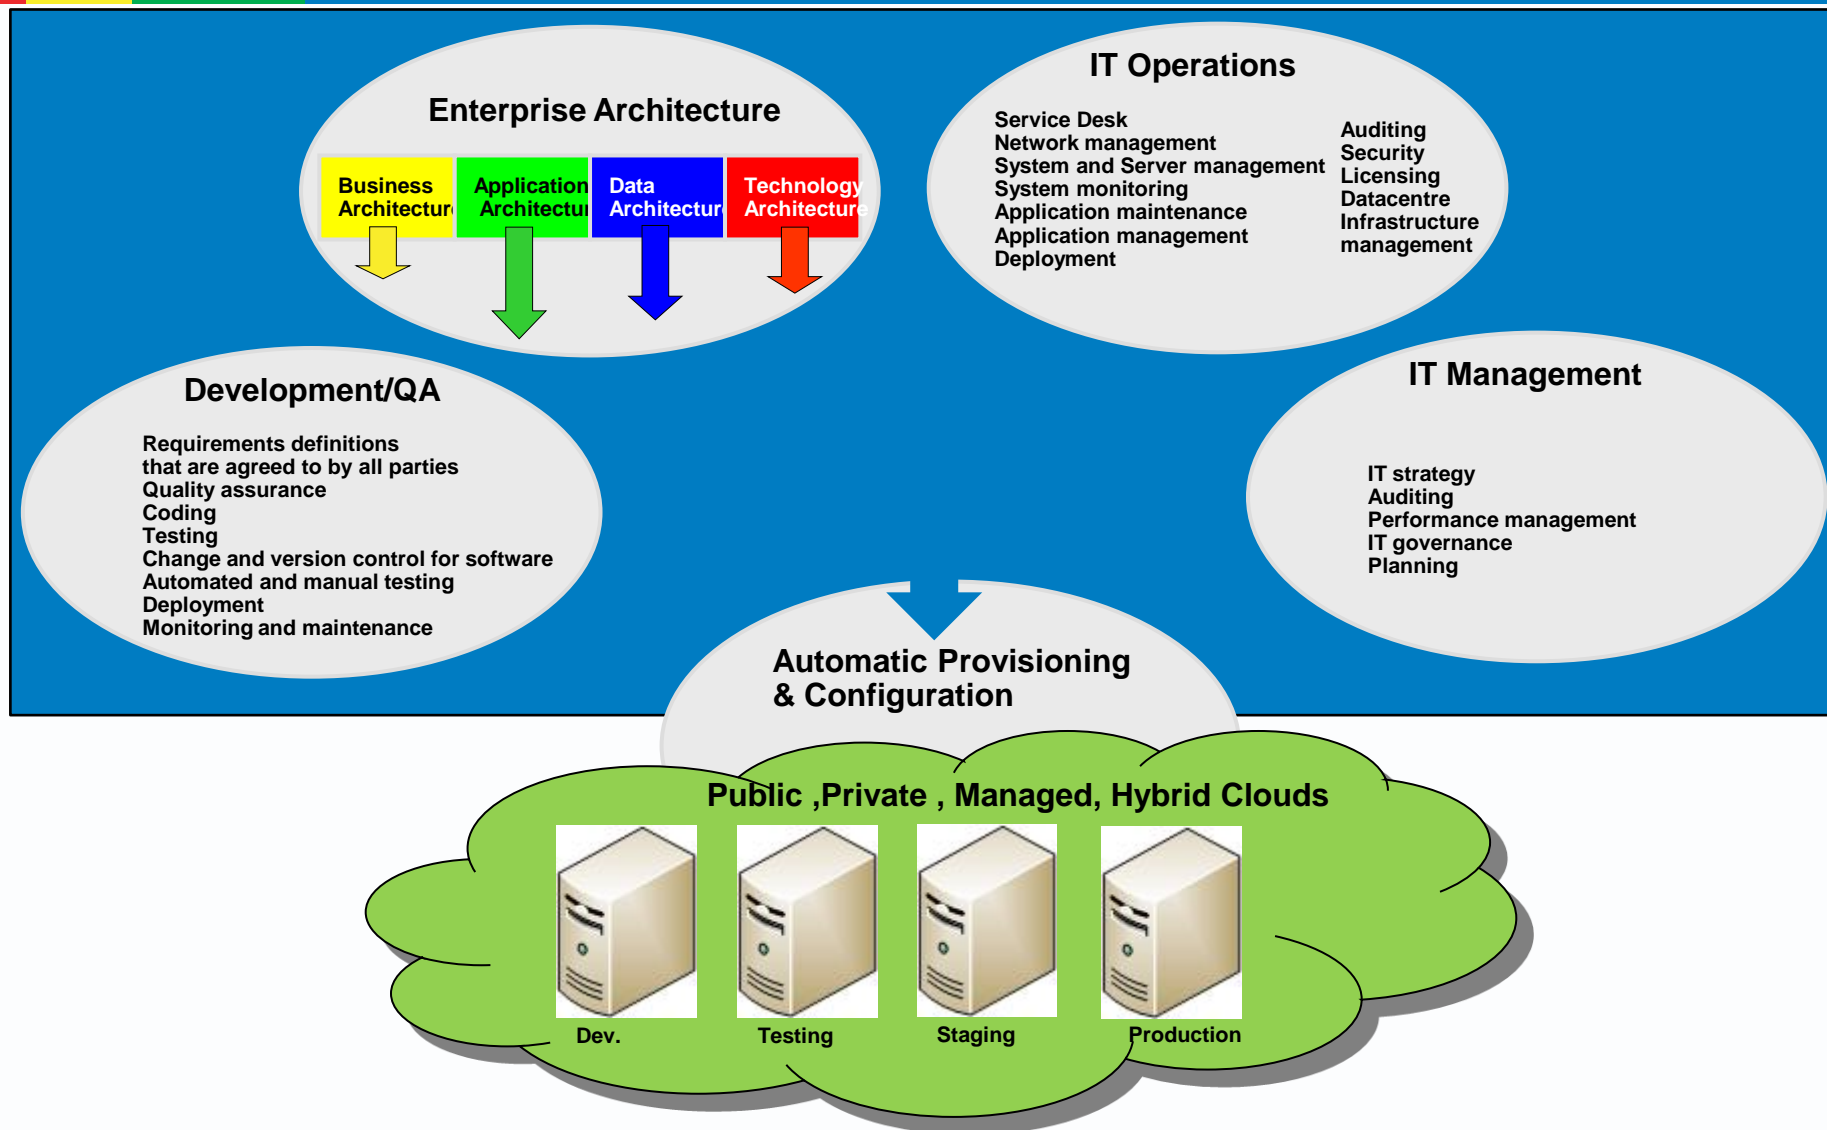 Enterprise Architecture
Business
Architecture
Application
Architectur
Data
Architectur
Technology
Architecture
IT Operations
Service Desk
Network management
System and Server management
System monitoring
Application maintenance
Application management
Deployment
Auditing
Security
Licensing
Datacentre
Infrastructure
management
Development/QA
Requirements definitions
that are agreed to by all parties
Quality assurance
Coding
Testing
Change and version control for software
Automated and manual testing
Deployment
Monitoring and maintenance
IT Management
IT strategy
Auditing
Performance management
IT governance
Planning
Automatic Provisioning
& Configuration
Public ,Private , Managed, Hybrid Clouds
Dev.
Testing
Staging
Production